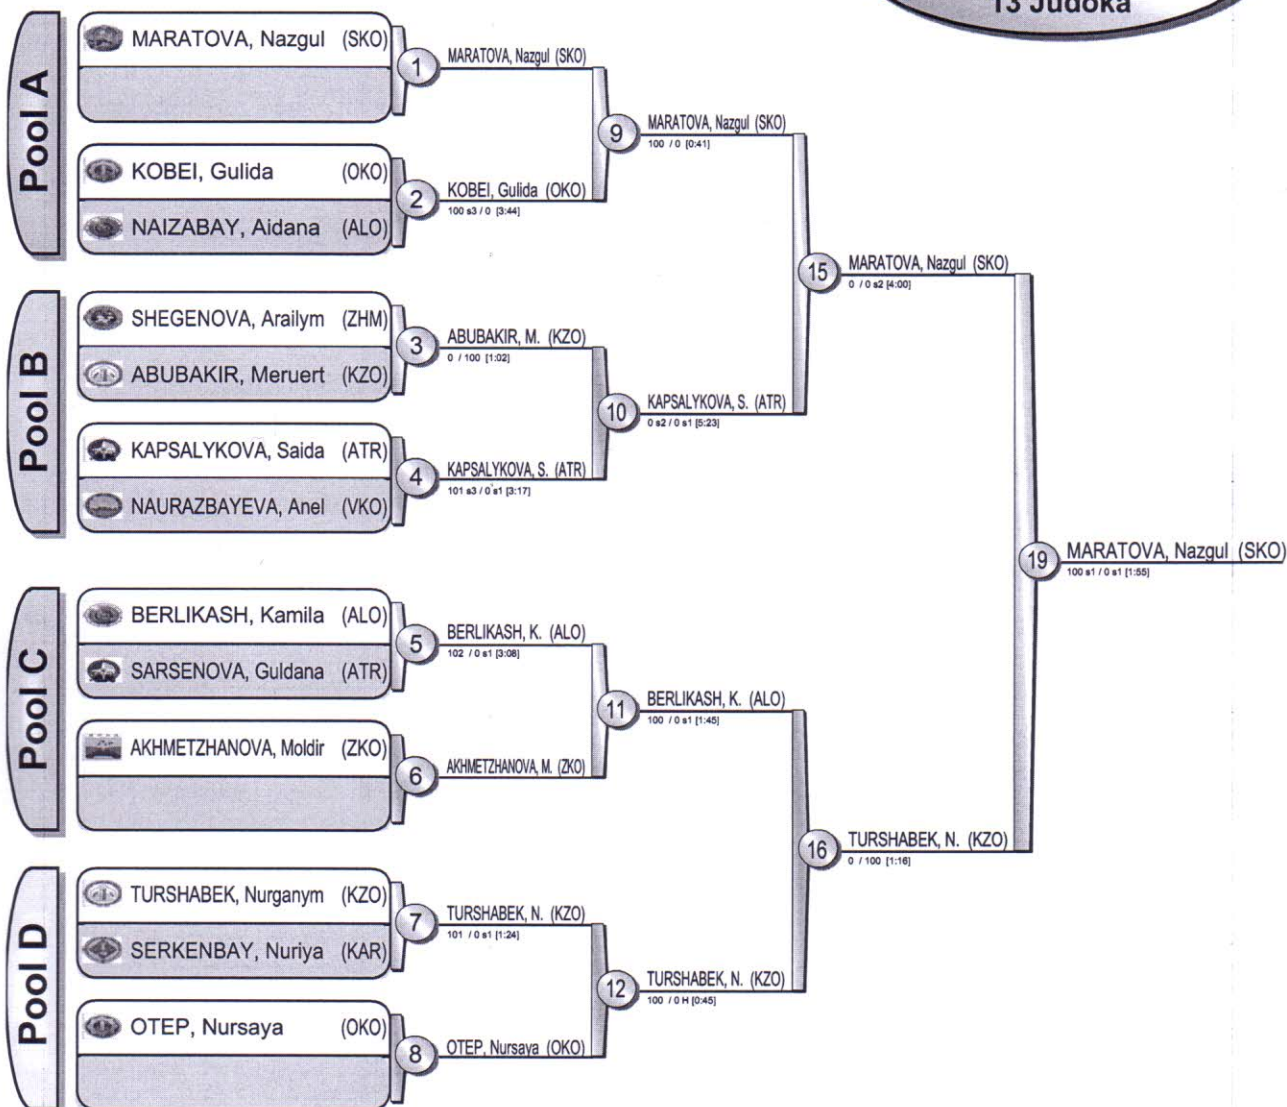 13 Judoka
Pool A
MARATOVA, Nazgul (SKO)
KOBEI, Gulida (OKO)
NAIZABAY, Aidana (ALO)
1
MARATOVA, Nazgul (SKO)
2
KOBEI, Gulida (OKO)
100 s3 / 0 [3:44]
9
MARATOVA, Nazgul (SKO)
100 / 0 [0:41]
Pool B
SHEGENOVA, Arailym (ZHM)
ABUBAKIR, Meruert (KZO)
KAPSALYKOVA, Saida (ATR)
NAURAZBAYEVA, Anel (VKO)
3
ABUBAKIR, M. (KZO)
0 / 100 [1:02]
4
KAPSALYKOVA, S. (ATR)
101 s3 / 0 s1 [3:17]
10
KAPSALYKOVA, S. (ATR)
0 s2 / 0 s1 [5:23]
15
MARATOVA, Nazgul (SKO)
0 / 0 s2 [4:00]
Pool C
BERLIKASH, Kamila (ALO)
SARSENOVA, Guldana (ATR)
AKHMETZHANOVA, Moldir (ZKO)
5
BERLIKASH, K. (ALO)
102 / 0 s1 [3:08]
6
AKHMETZHANOVA, M. (ZKO)
11
BERLIKASH, K. (ALO)
100 / 0 s1 [1:45]
Pool D
TURSHABEK, Nurganym (KZO)
SERKENBAY, Nuriya (KAR)
OTEP, Nursaya (OKO)
7
TURSHABEK, N. (KZO)
101 / 0 s1 [1:24]
8
OTEP, Nursaya (OKO)
12
TURSHABEK, N. (KZO)
100 / 0 H [0:45]
16
TURSHABEK, N. (KZO)
0 / 100 [1:16]
19
MARATOVA, Nazgul (SKO)
100 s1 / 0 s1 [1:55]